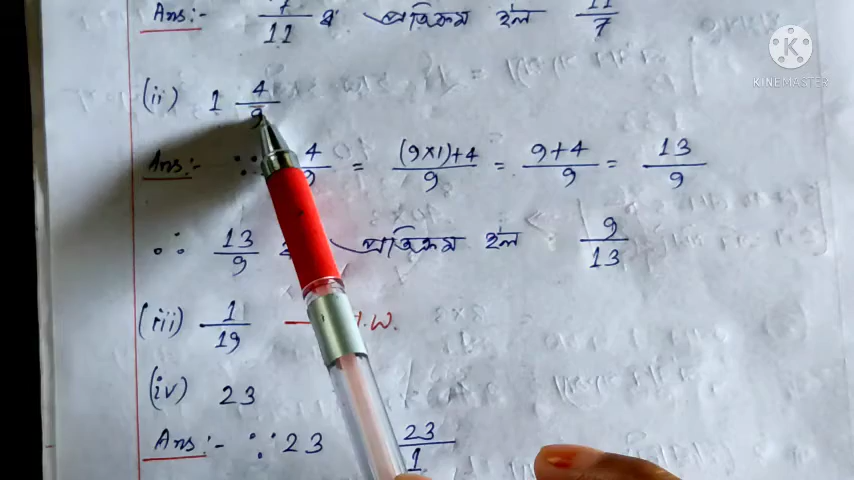 Ans:- 7/11 ৰ প্ৰতিক্ৰম হ'ল 11/7
KINEMASTER
(ii) 1 4/9
Ans:- ∵ 4/9 = (9×1)+4/9 = 9+4/9 = 13/9
∴ 13/9 প্ৰতিক্ৰম হ'ল 9/13
(iii) 1/19 .W.
(iv) 23
Ans:- ∵ 23 23/1